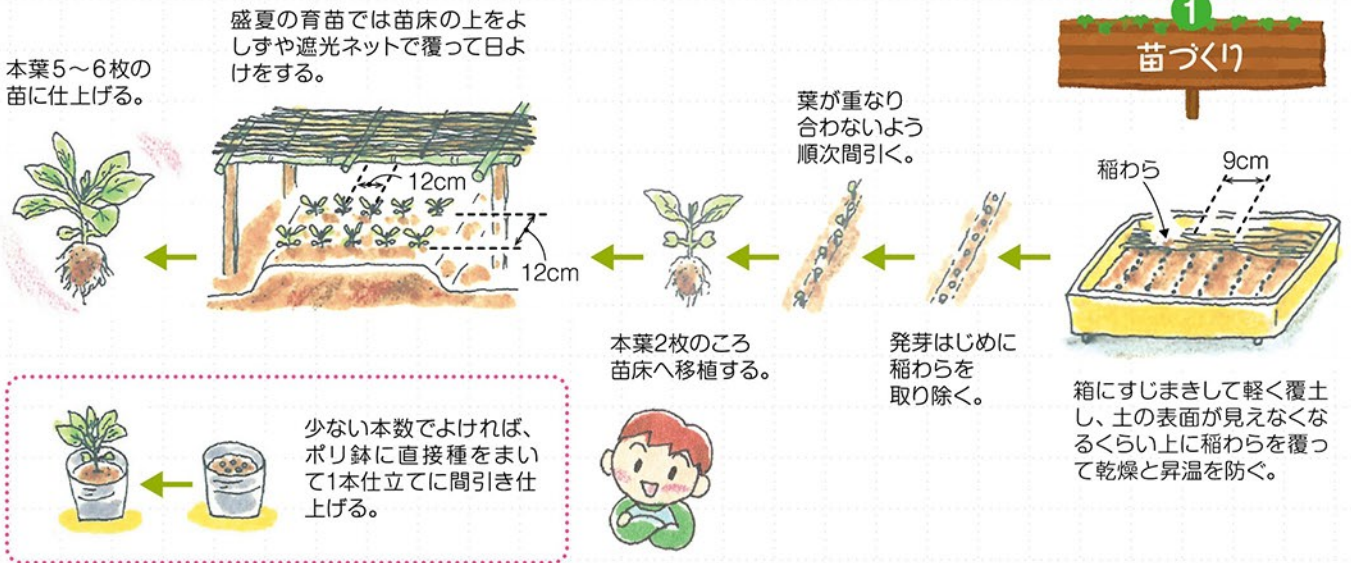 1
苗づくり
稲わら
9cm
箱にすじまきして軽く覆土
し、土の表面が見えなくな
るくらい上に稲わらを覆っ
て乾燥と昇温を防ぐ。
発芽はじめに
稲わらを
取り除く。
葉が重なり
合わないよう
順次間引く。
本葉2枚のころ
苗床へ移植する。
盛夏の育苗では苗床の上をよ
しずや遮光ネットで覆って日よ
けをする。
12cm
12cm
本葉5〜6枚の
苗に仕上げる。
少ない本数でよければ、
ポリ鉢に直接種をまい
て1本仕立てに間引き仕
上げる。